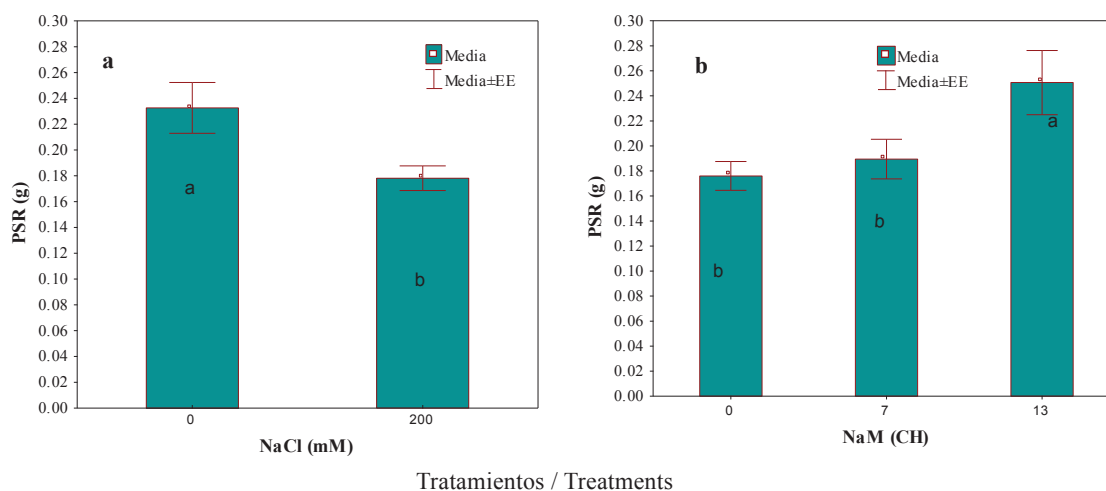 a
Media
Media±EE
PSR (g)
0.30
0.28
0.26
0.24
0.22
0.20
0.18
0.16
0.14
0.12
0.10
0.08
0.06
0.04
0.02
0.00
a
b
0
200
NaCl (mM)
b
Media
Media±EE
PSR (g)
0.30
0.28
0.26
0.24
0.22
0.20
0.18
0.16
0.14
0.12
0.10
0.08
0.06
0.04
0.02
0.00
b
b
a
0
7
13
NaM (CH)
Tratamientos / Treatments